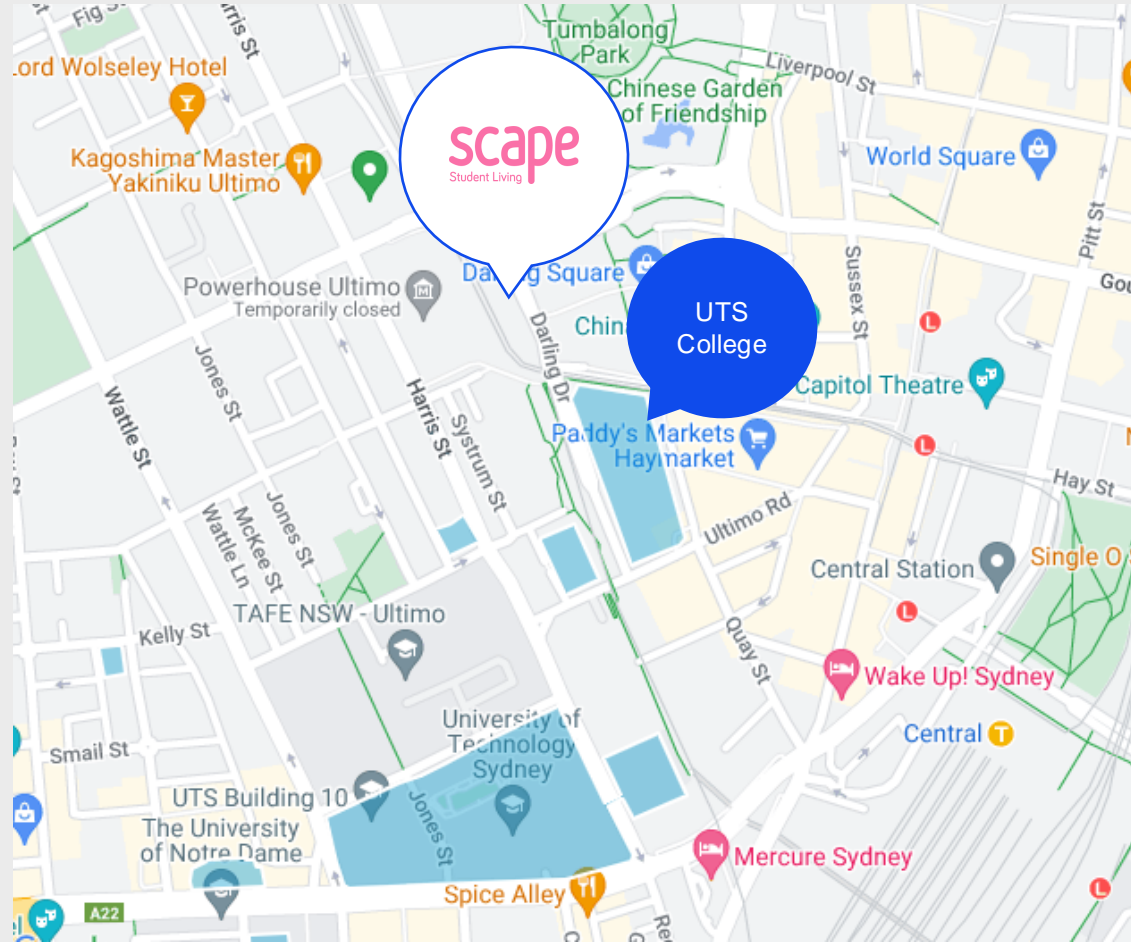 Fig St
Harris St
Tumbalong
Park
Lord Wolseley Hotel
Liverpool St
Chinese Garden
of Friendship
scape
Student Living
Kagoshima Master
Yakiniku Ultimo
World Square
Pitt St
Sussex St
Gou
Powerhouse Ultimo
Temporarily closed
Darling Square
UTS
College
Chin
Darling Dr
Jones St
Wattle St
Harris St
Systrum St
Capitol Theatre
Paddy's Markets
Haymarket
Hay St
Ultimo Rd
Jones St
McKee St
Wattle Ln
Central Station
Single O
TAFE NSW - Ultimo
Kelly St
Quay St
Wake Up! Sydney
University of
Technology
Sydney
Central T
Smail St
UTS Building 10
Jones St
The University
of Notre Dame
Mercure Sydney
Spice Alley
A22